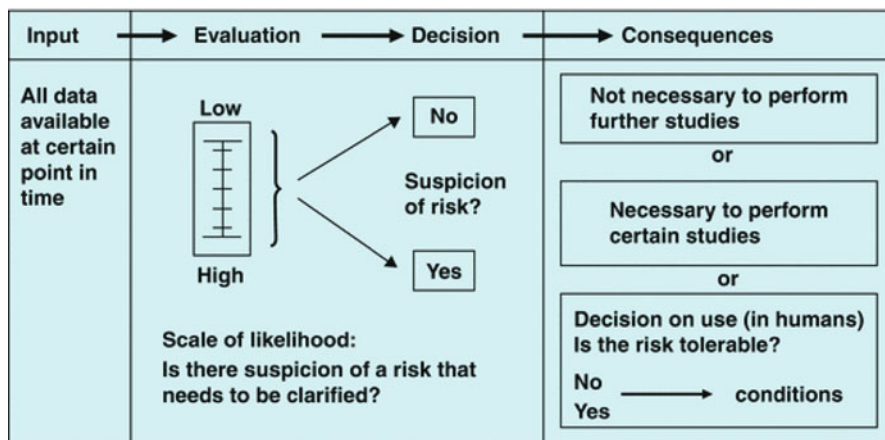 Input Evaluation Decision Consequences
All data
available
at certain
point in
time
Low
High
No
Suspicion
of risk?
Yes
Scale of likelihood:
Is there suspicion of a risk that
needs to be clarified?
Not necessary to perform
further studies
or
Necessary to perform
certain studies
or
Decision on use (in humans)
Is the risk tolerable?
No
Yes
conditions